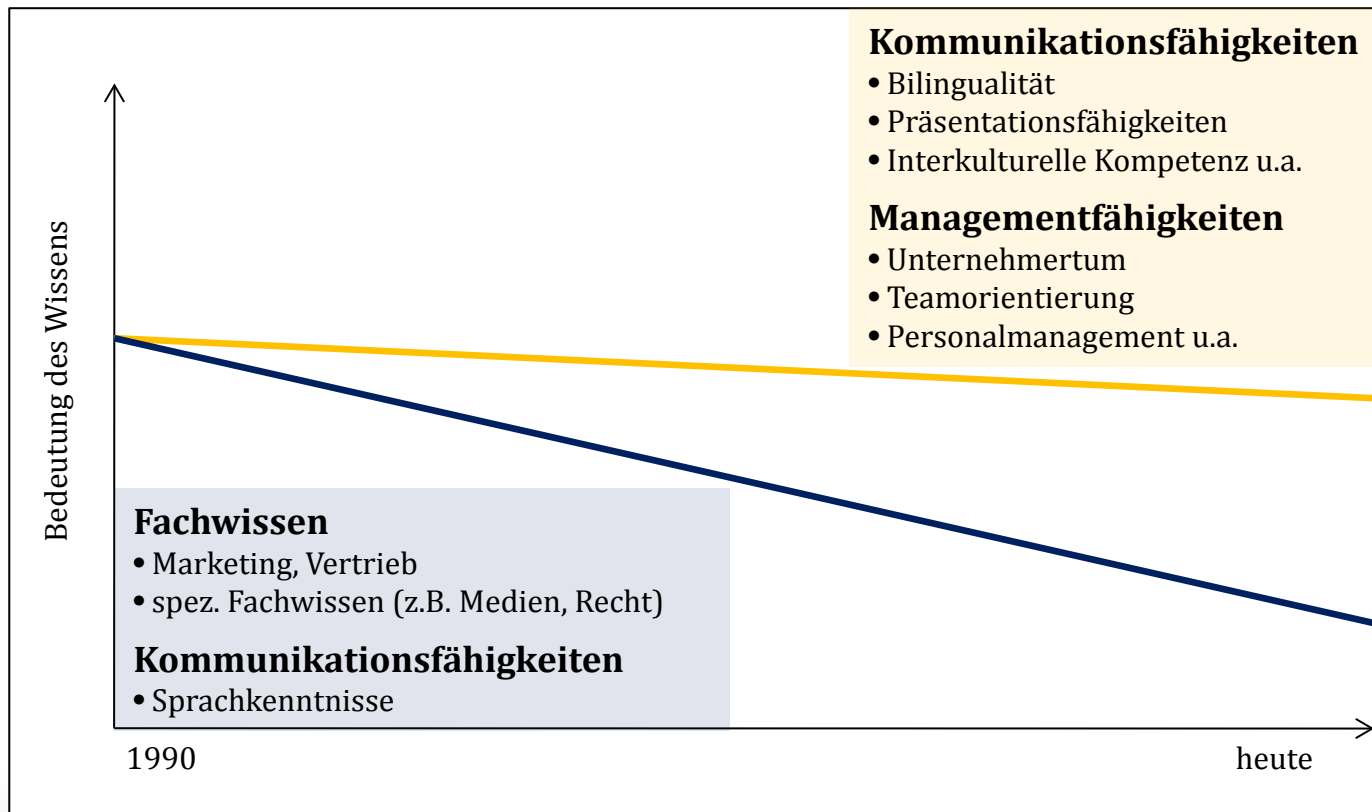 Kommunikationsfähigkeiten
• Bilingualität
• Präsentationsfähigkeiten
• Interkulturelle Kompetenz u.a.
Managementfähigkeiten
• Unternehmertum
• Teamorientierung
• Personalmanagement u.a.
Bedeutung des Wissens
Fachwissen
• Marketing, Vertrieb
• spez. Fachwissen (z.B. Medien, Recht)
Kommunikationsfähigkeiten
• Sprachkenntnisse
1990
heute